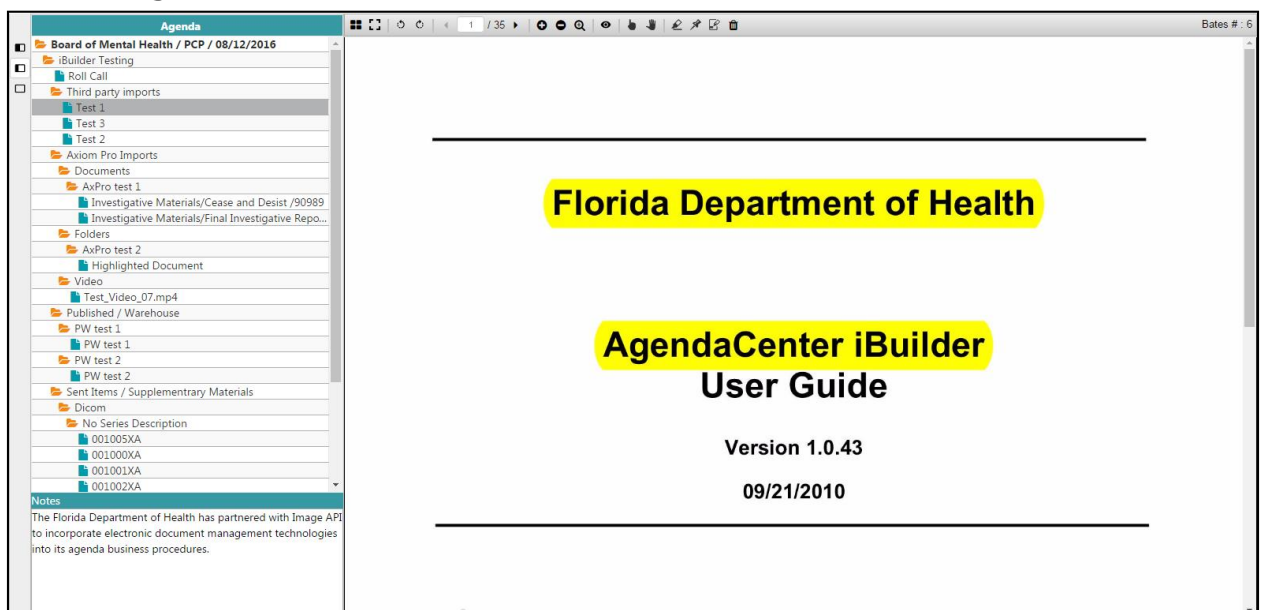 Agenda
1 / 35
Bates # : 6
Board of Mental Health / PCP / 08/12/2016
iBuilder Testing
Roll Call
Third party imports
Test 1
Test 3
Test 2
Axiom Pro Imports
Documents
AxPro test 1
Investigative Materials/Cease and Desist /90989
Investigative Materials/Final Investigative Repo...
Folders
AxPro test 2
Highlighted Document
Video
Test_Video_07.mp4
Published / Warehouse
PW test 1
PW test 1
PW test 2
PW test 2
Sent Items / Supplementrary Materials
Dicom
No Series Description
001005XA
001000XA
001001XA
001002XA
Notes
The Florida Department of Health has partnered with Image API
to incorporate electronic document management technologies
into its agenda business procedures.
Florida Department of Health
AgendaCenter iBuilder
User Guide
Version 1.0.43
09/21/2010